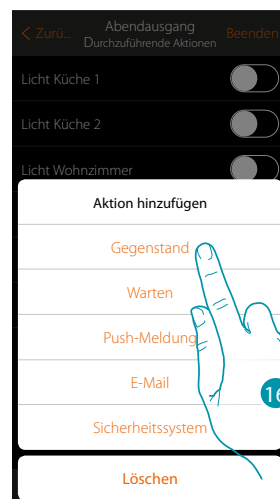 < Zurü... Abendausgang Beenden
Durchzuführende Aktionen
Licht Küche 1
Licht Küche 2
Licht Wohnzimmer
Aktion hinzufügen
Gegenstand
Warten
Push-Meldung
E-Mail
16
Sicherheitssystem
Löschen